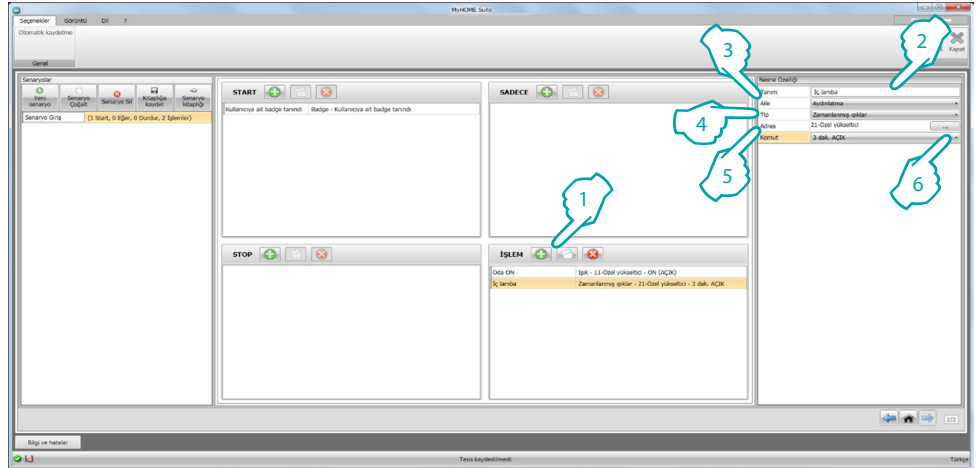 MyHOME Suite
Seçenekler Görüntü Dil ?
Otomatik kaydetme
Genel
Kapat
Senaryolar
Yeni senaryo
Senaryo Çoğalt
Senaryo Sil
Kitaplığa kaydet
Senaryo kitaplığı
Senaryo Giriş (1 Start, 0 Eğer, 0 Durdur, 2 İşlemler)
START
Kullanıcıya ait badge tanındı Badge - Kullanıcıya ait badge tanındı
SADECE
STOP
İŞLEM
Oda ON Işık - 11-Özel yükseltici - ON (AÇIK)
İç lamba Zamanlanmış ışıklar - 21-Özel yükseltici - 3 dak. AÇIK
Nesne Özelliği
Tanım İç lamba
Aile Aydınlatma
Tip Zamanlanmış ışıklar
Adres 21-Özel yükseltici ...
Komut 3 dak. AÇIK
1
2
3
4
5
6
2/2
Bilgi ve hatalar
Tesis kaydedilmedi
Türkçe